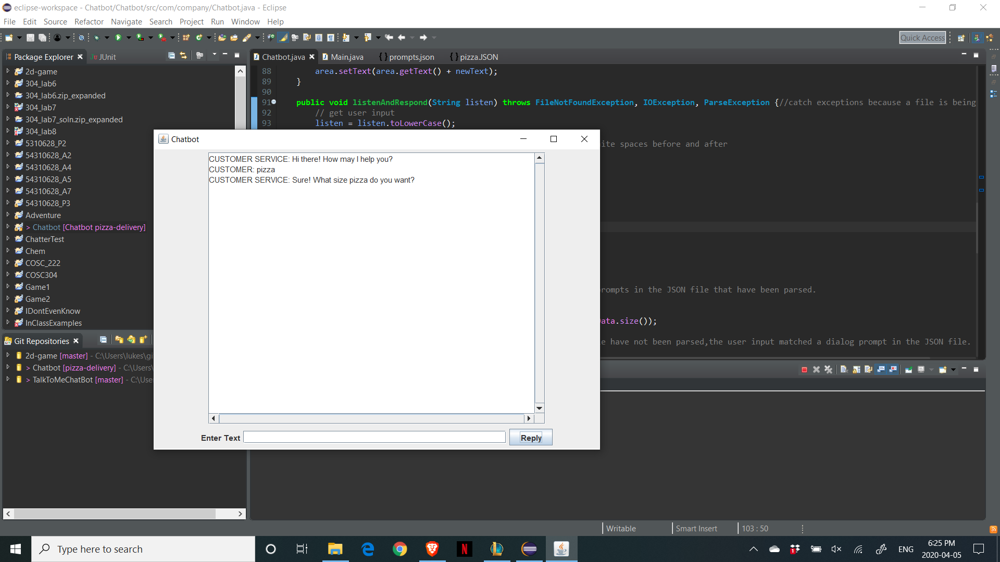 eclipse-workspace - Chatbot/Chatbot/src/com/company/Chatbot.java - Eclipse
File Edit Source Refactor Navigate Search Project Run Window Help
Quick Access
Package Explorer
JUnit
2d-game
304_lab6
304_lab6.zip_expanded
304_lab7
304_lab7_soln.zip_expanded
304_lab8
5310628_P2
54310628_A2
54310628_A4
54310628_A5
54310628_A7
54310628_P3
Adventure
> Chatbot [Chatbot pizza-delivery]
ChatterTest
Chem
COSC_222
COSC304
Game1
Game2
IDontEvenKnow
InClassExamples
Git Repositories
2d-game [master] - C:\Users\lukes\gi
> Chatbot [pizza-delivery] - C:\Users\
> TalkToMeChatBot [master] - C:\Use
Chatbot.java Main.java { } prompts.json { } pizza.JSON
88 area.setText(area.getText() + newText);
89 }
90
91 public void listenAndRespond(String listen) throws FileNotFoundException, IOException, ParseException {//catch exceptions because a file is being
92 // get user input
93 listen = listen.toLowerCase();
ite spaces before and after
rompts in the JSON file that have been parsed.
ata.size());
e have not been parsed,the user input matched a dialog prompt in the JSON file.
Chatbot
CUSTOMER SERVICE: Hi there! How may I help you?
CUSTOMER: pizza
CUSTOMER SERVICE: Sure! What size pizza do you want?
Enter Text
Reply
Writable
Smart Insert
103 : 50
Type here to search
ENG
6:25 PM
2020-04-05